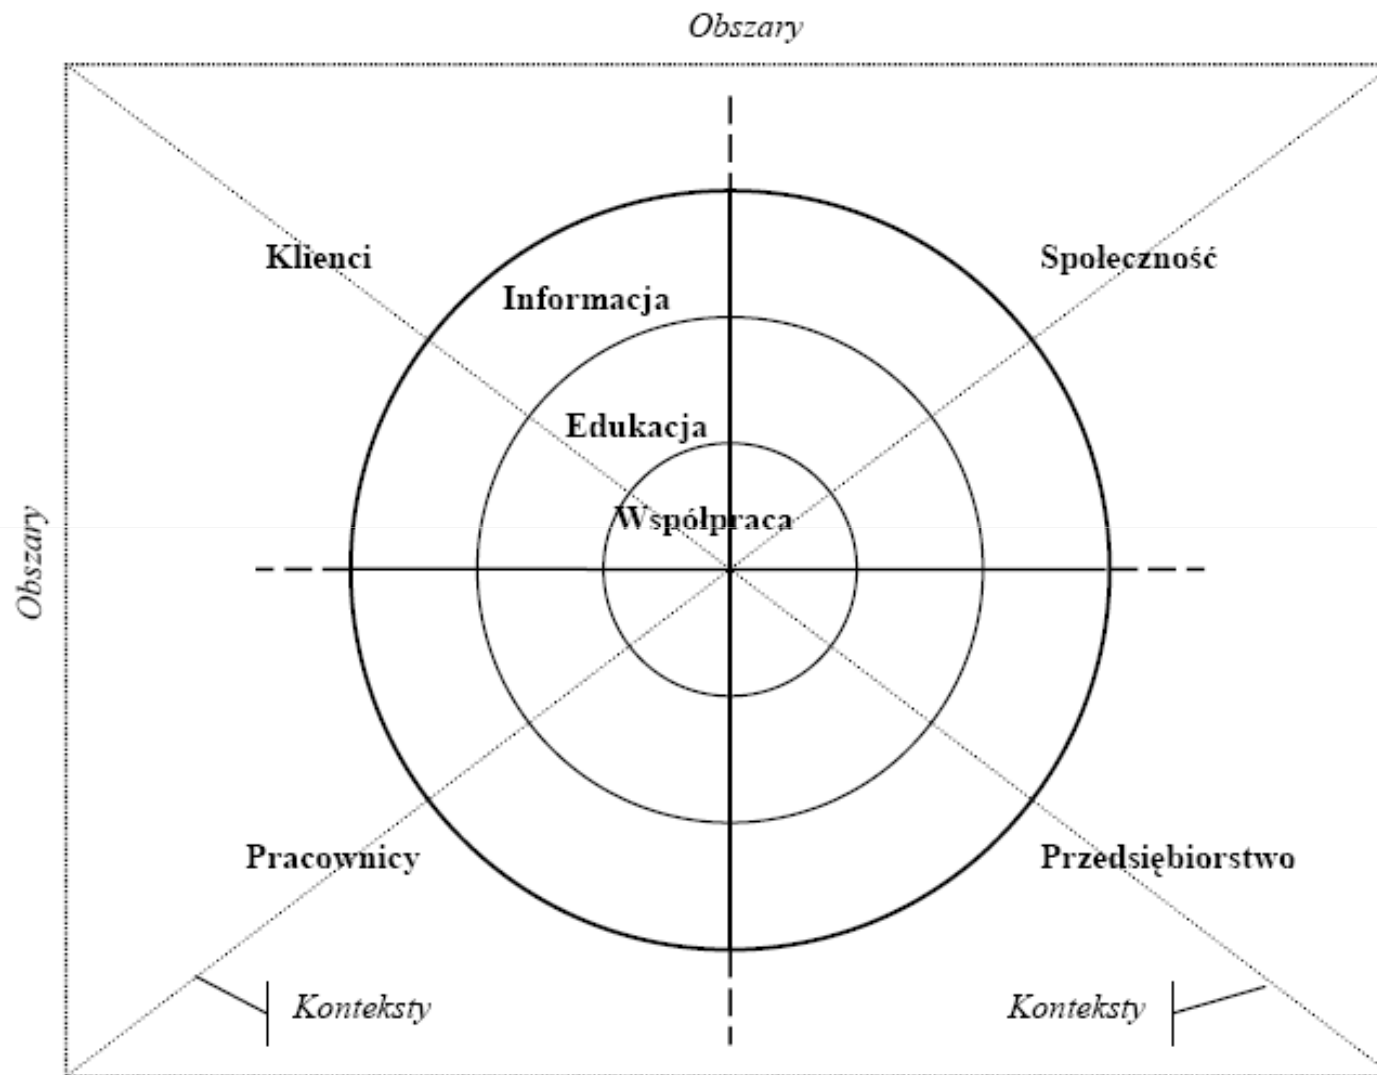 Obszary
Klienci
Społeczność
Informacja
Edukacja
Współpraca
Obszary
Pracownicy
Przedsiębiorstwo
Konteksty
Konteksty